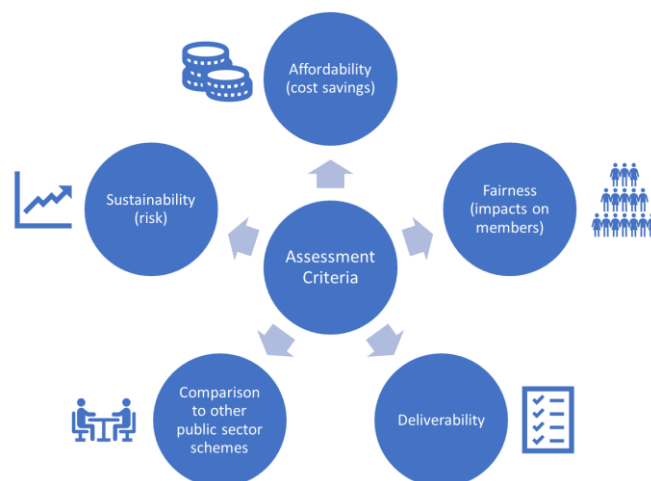 Affordability
(cost savings)
Sustainability
(risk)
Fairness
(impacts on
members)
Assessment
Criteria
Comparison
to other
public sector
schemes
Deliverability